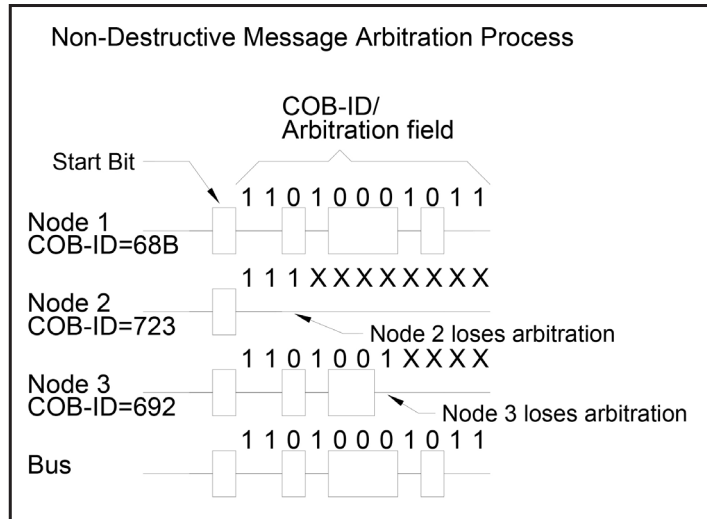 Non-Destructive Message Arbitration Process
COB-ID/
Arbitration field
Start Bit
1 1 0 1 0 0 0 1 0 1 1
Node 1
COB-ID=68B
1 1 1 X X X X X X X X
Node 2
COB-ID=723
Node 2 loses arbitration
1 1 0 1 0 0 1 X X X X
Node 3
COB-ID=692
Node 3 loses arbitration
1 1 0 1 0 0 0 1 0 1 1
Bus